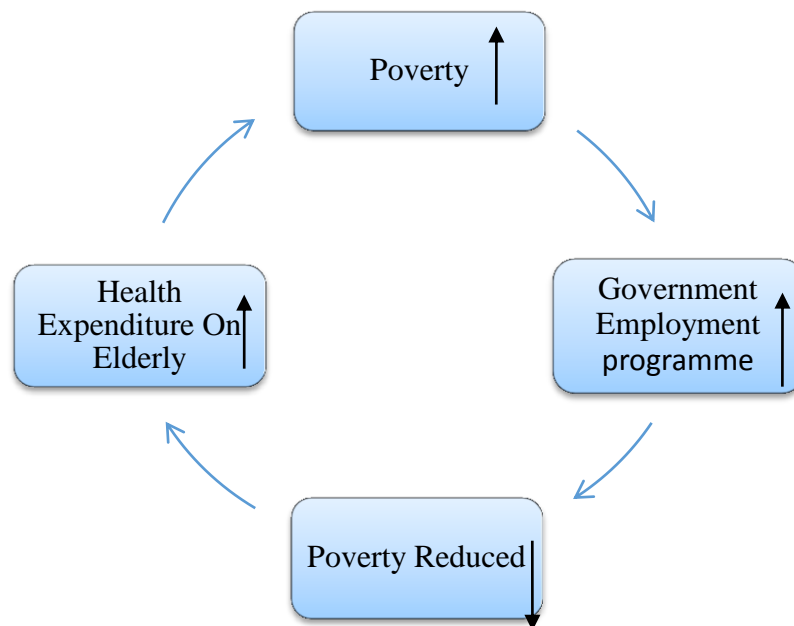 Poverty
Government
Employment
programme
Poverty Reduced
Health
Expenditure On
Elderly